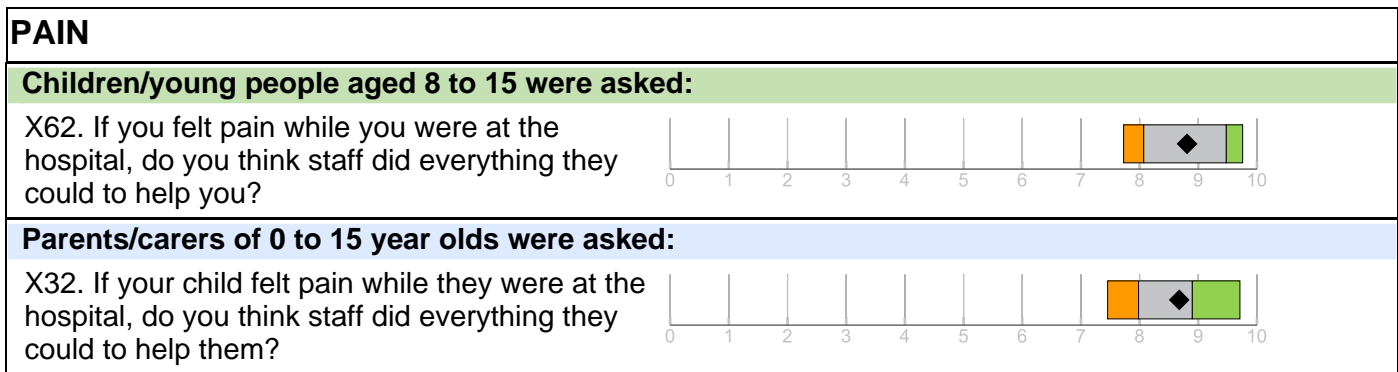 PAIN
Children/young people aged 8 to 15 were asked:
X62. If you felt pain while you were at the
hospital, do you think staff did everything they
could to help you?
0 1 2 3 4 5 6 7 8 9 10
Parents/carers of 0 to 15 year olds were asked:
X32. If your child felt pain while they were at the
hospital, do you think staff did everything they
could to help them?
0 1 2 3 4 5 6 7 8 9 10